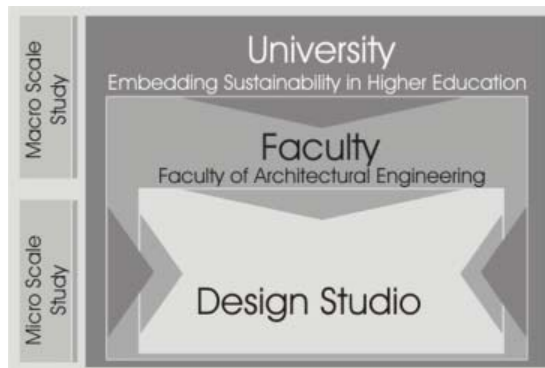 Macro Scale
Study
Micro Scale
Study
University
Embedding Sustainability in Higher Education
Faculty
Faculty of Architectural Engineering
Design Studio